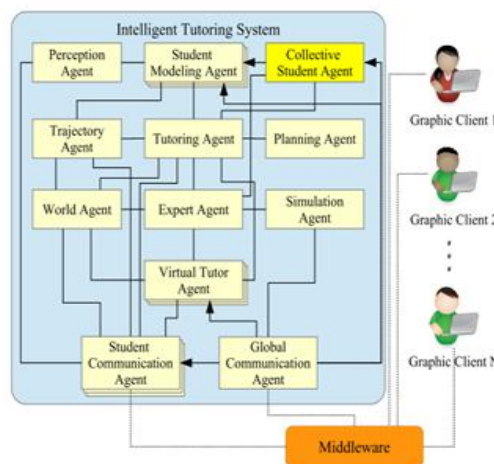 Intelligent Tutoring System
Perception
Agent
Student
Modeling Agent
Collective
Student Agent
Trajectory
Agent
Tutoring Agent
Planning Agent
World Agent
Expert Agent
Simulation
Agent
Virtual Tutor
Agent
Student
Communication
Agent
Global
Communication
Agent
Graphic Client 1
Graphic Client 2
Graphic Client N
Middleware